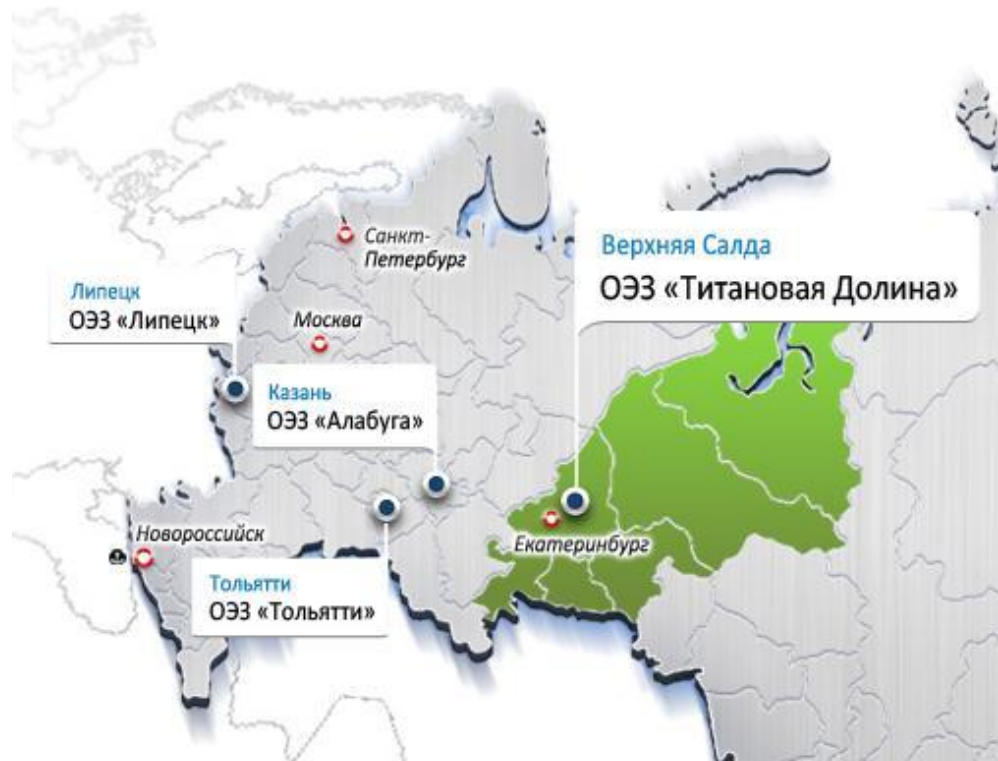 Санкт-
Петербург
Верхняя Салда
ОЭЗ «Титановая Долина»
Липецк
ОЭЗ «Липецк»
Москва
Казань
ОЭЗ «Алабуга»
Новороссийск
Екатеринбург
Тольятти
ОЭЗ «Тольятти»